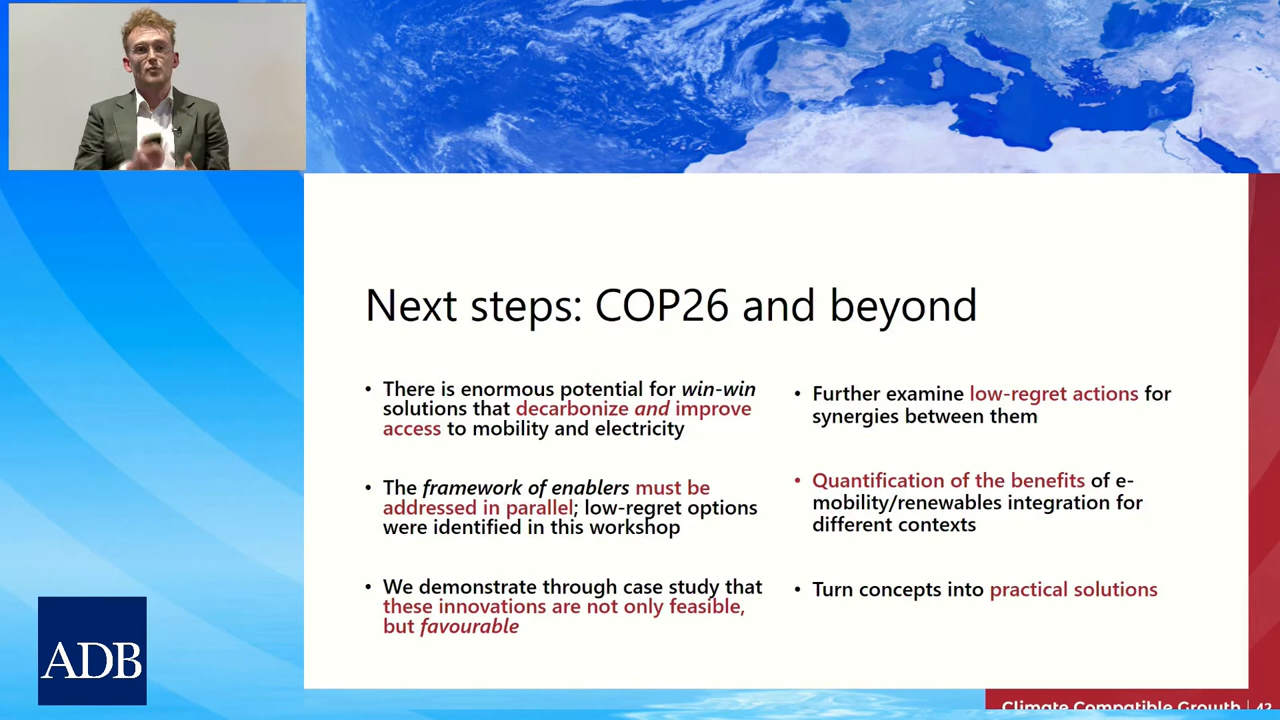 Next steps: COP26 and beyond
• There is enormous potential for win-win
solutions that decarbonize and improve
access to mobility and electricity
• The framework of enablers must be
addressed in parallel; low-regret options
were identified in this workshop
• We demonstrate through case study that
these innovations are not only feasible,
but favourable
• Further examine low-regret actions for
synergies between them
• Quantification of the benefits of e-
mobility/renewables integration for
different contexts
• Turn concepts into practical solutions
ADB
Climate Compatible Growth | 42